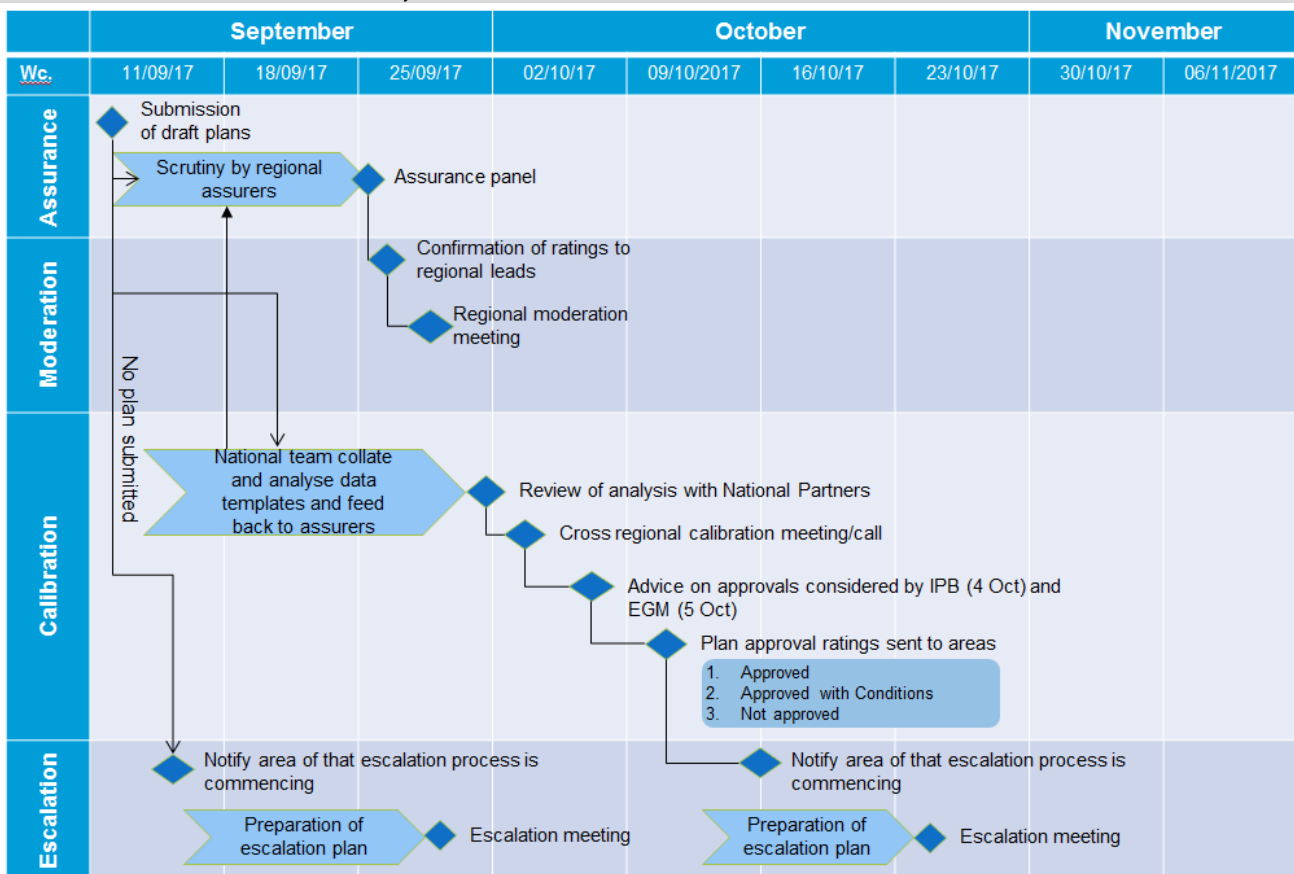 September
October
November
Wc.
11/09/17
18/09/17
25/09/17
02/10/17
09/10/2017
16/10/17
23/10/17
30/10/17
06/11/2017
Assurance
Submission
of draft plans
Scrutiny by regional
assurers
Assurance panel
Moderation
Confirmation of ratings to
regional leads
Regional moderation
meeting
No plan submitted
Calibration
National team collate
and analyse data
templates and feed
back to assurers
Review of analysis with National Partners
Cross regional calibration meeting/call
Advice on approvals considered by IPB (4 Oct) and
EGM (5 Oct)
Plan approval ratings sent to areas
1. Approved
2. Approved with Conditions
3. Not approved
Escalation
Notify area of that escalation process is
commencing
Notify area of that escalation process is
commencing
Preparation of
escalation plan
Escalation meeting
Preparation of
escalation plan
Escalation meeting